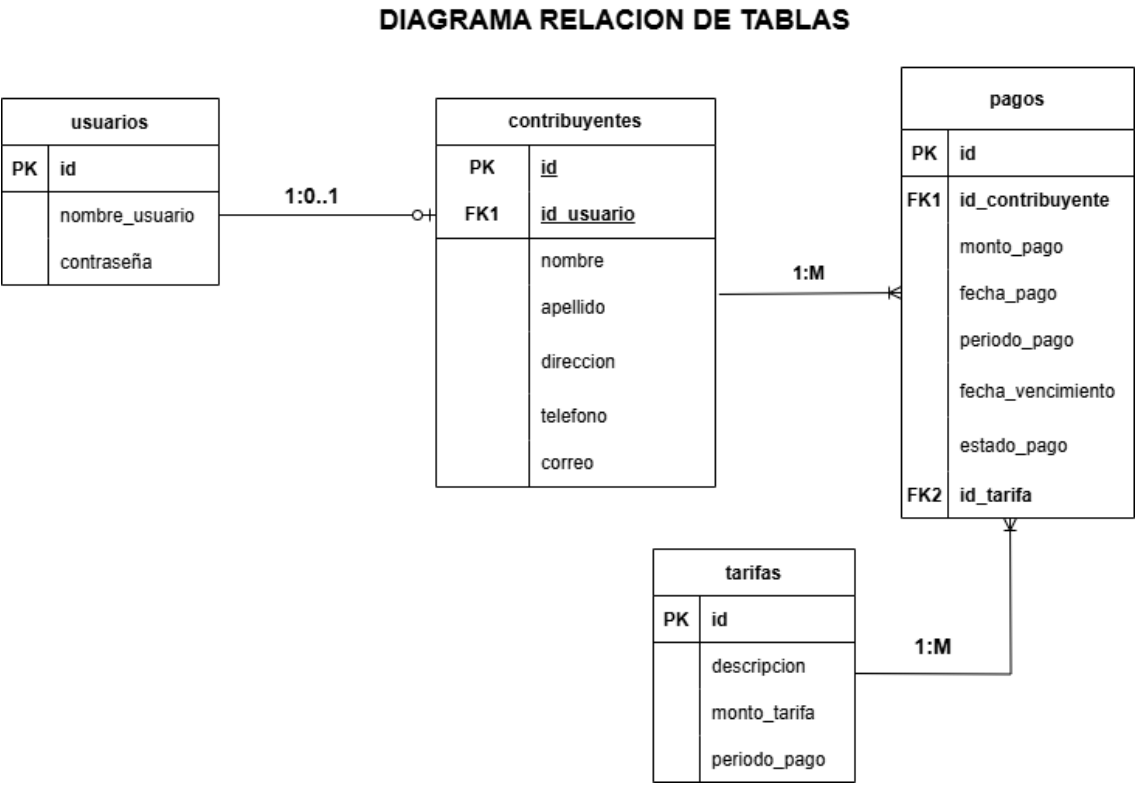 DIAGRAMA RELACION DE TABLAS
usuarios
PK id
nombre_usuario
contraseña
1:0..1
contribuyentes
PK id
FK1 id_usuario
nombre
apellido
direccion
telefono
correo
1:M
pagos
PK id
FK1 id_contribuyente
monto_pago
fecha_pago
periodo_pago
fecha_vencimiento
estado_pago
FK2 id_tarifa
tarifas
PK id
descripcion
monto_tarifa
periodo_pago
1:M